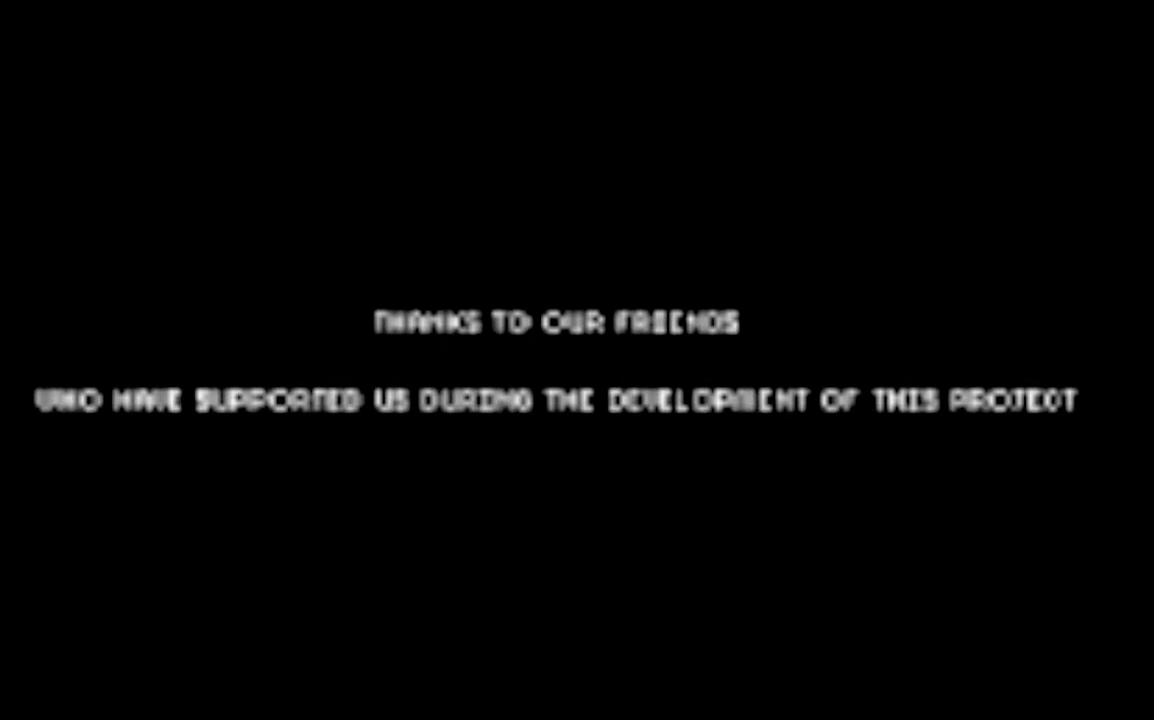 THANKS TO OUR FRIENDS
WHO HAVE SUPPORTED US DURING THE DEVELOPMENT OF THIS PROJECT